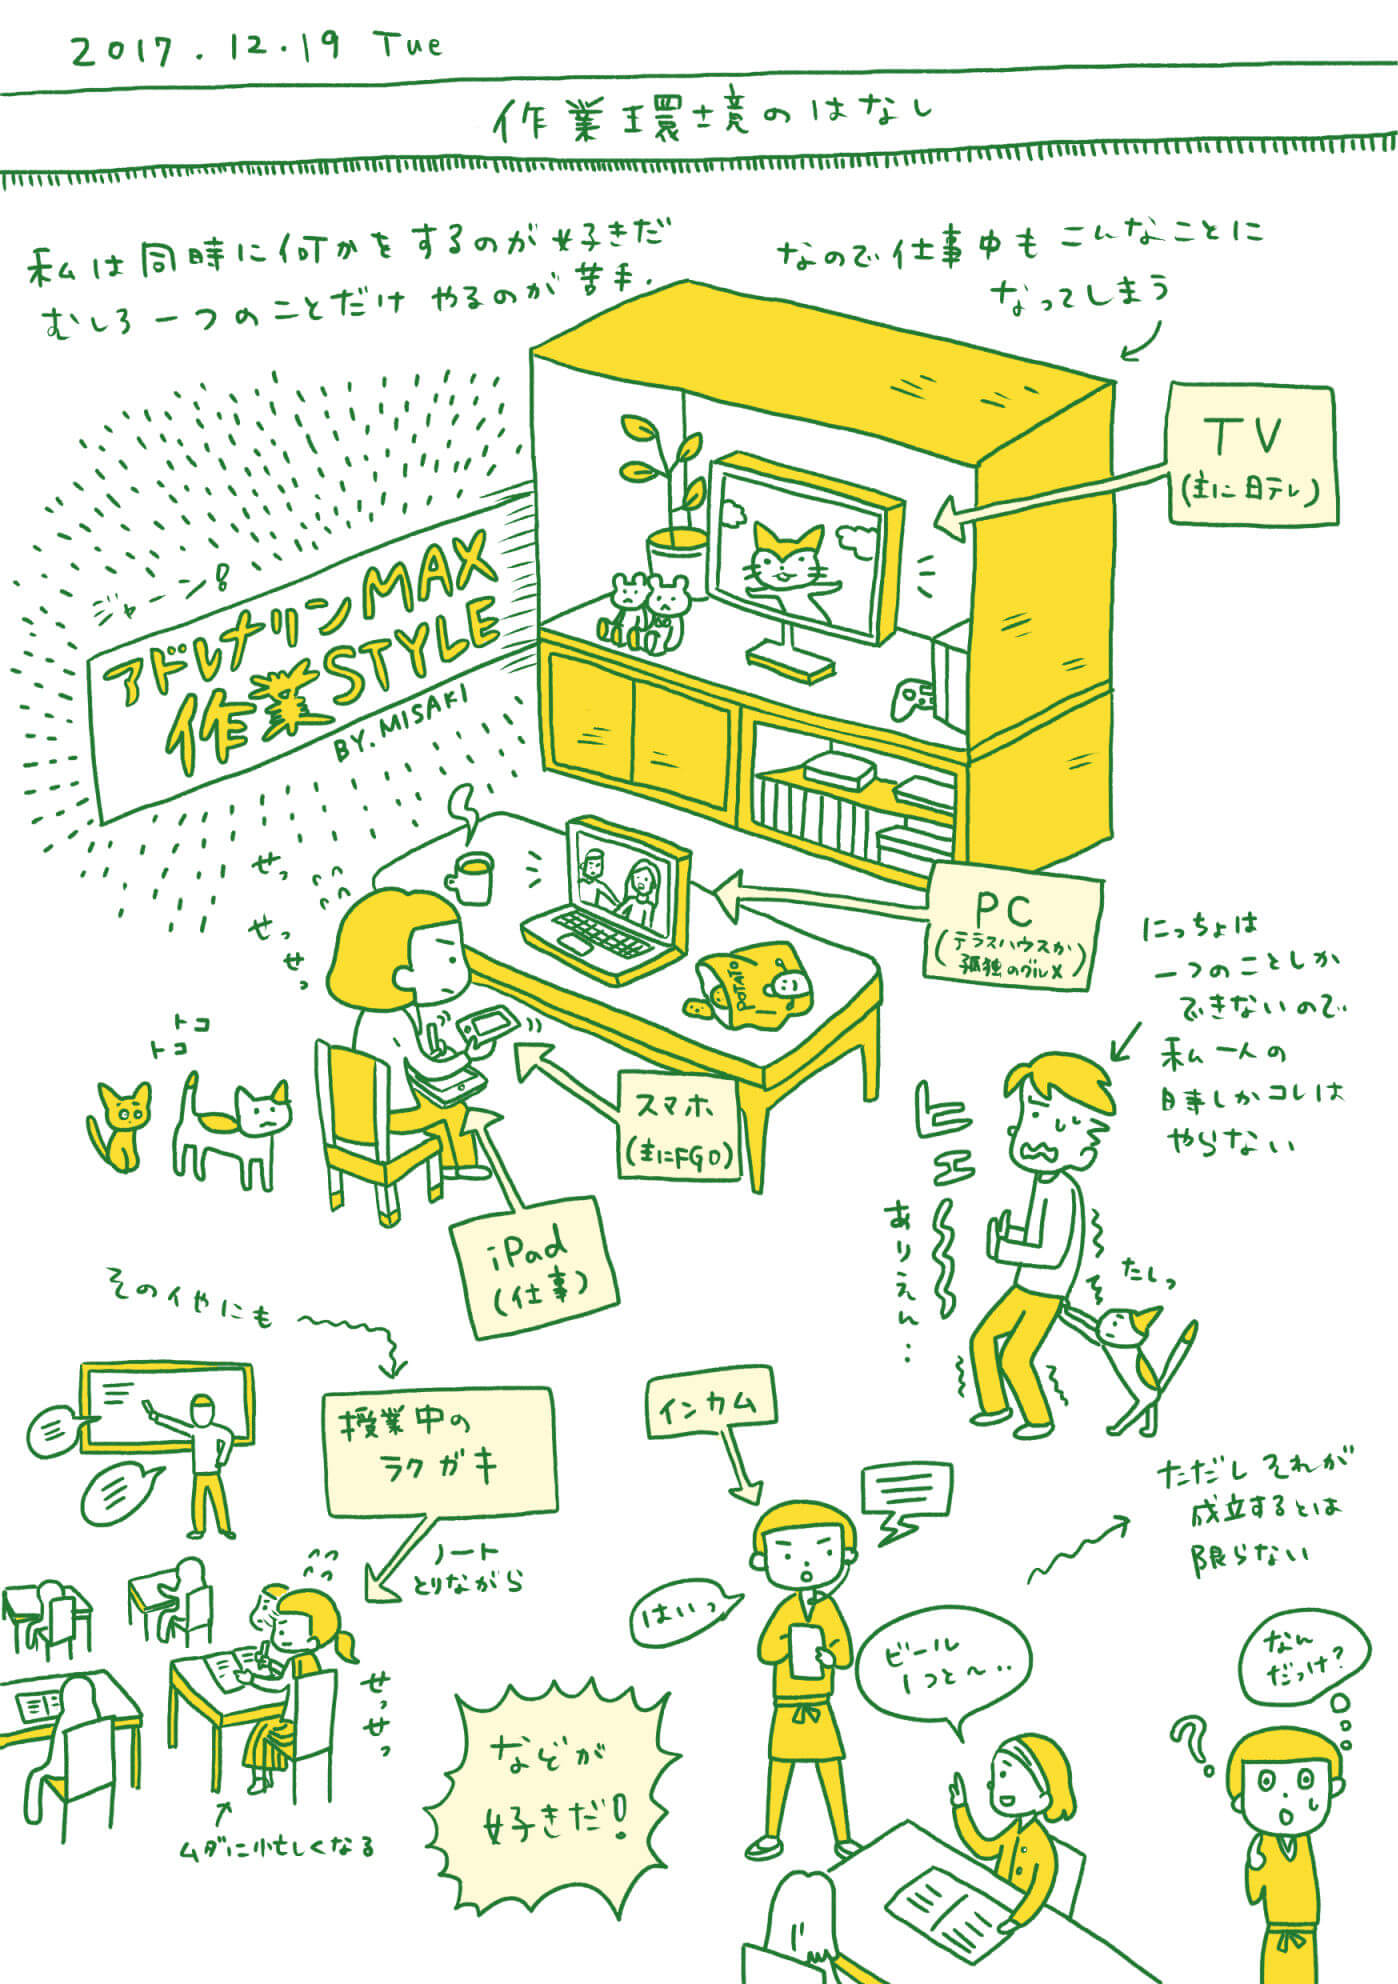 2017.12.19 Tue
作業環境のはなし
私は同時に何かをするのが好きだ
むしろ一つのことだけやるのが苦手.
なので仕事中もこんなことに
なってしまう
ジャーン!
アドレナリンMAX
作業STYLE
BY.MISAKI
TV
(主に日テレ)
PC
(テラスハウスか
孤独のグルメ)
POTATO
スマホ
(主にFGO)
iPad
(仕事)
せっ
せっ
せっ
トコ
トコ
にっちょは
一つのことしか
できないので
私一人の
時しかコレは
やらない
ヒエ〜
ありえん‥
たしっ
その他にも
授業中の
ラクガキ
ノート
とりながら
せっせっ
ムダに忙しくなる
などが
好きだ!
インカム
はいっ
ビール
1つと〜‥
ただしそれが
成立するとは
限らない
なん
だっけ?
?